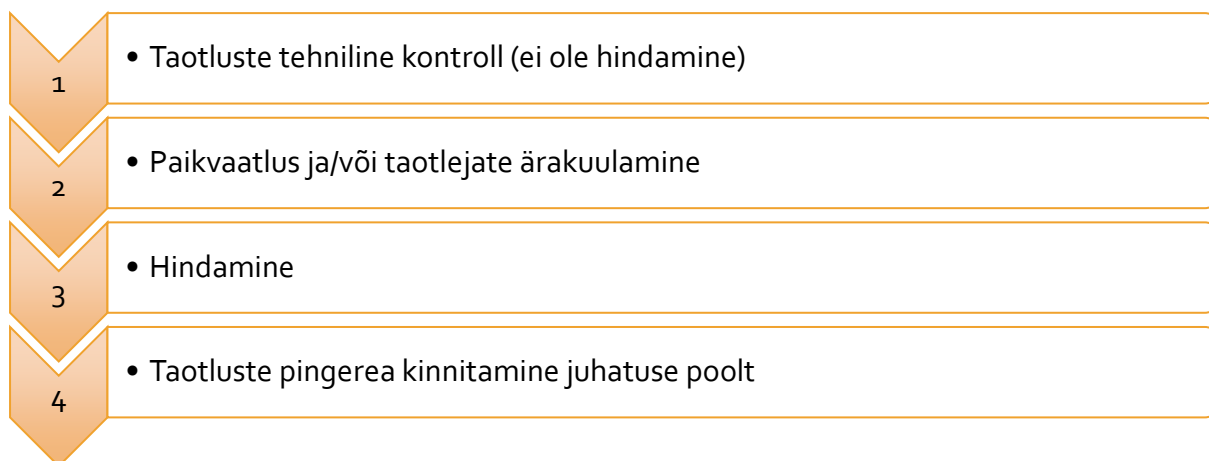 1
• Taotluste tehniline kontroll (ei ole hindamine)
2
• Paikvaatlus ja/või taotlejate ärakuulamine
3
• Hindamine
4
• Taotluste pingerea kinnitamine juhatuse poolt